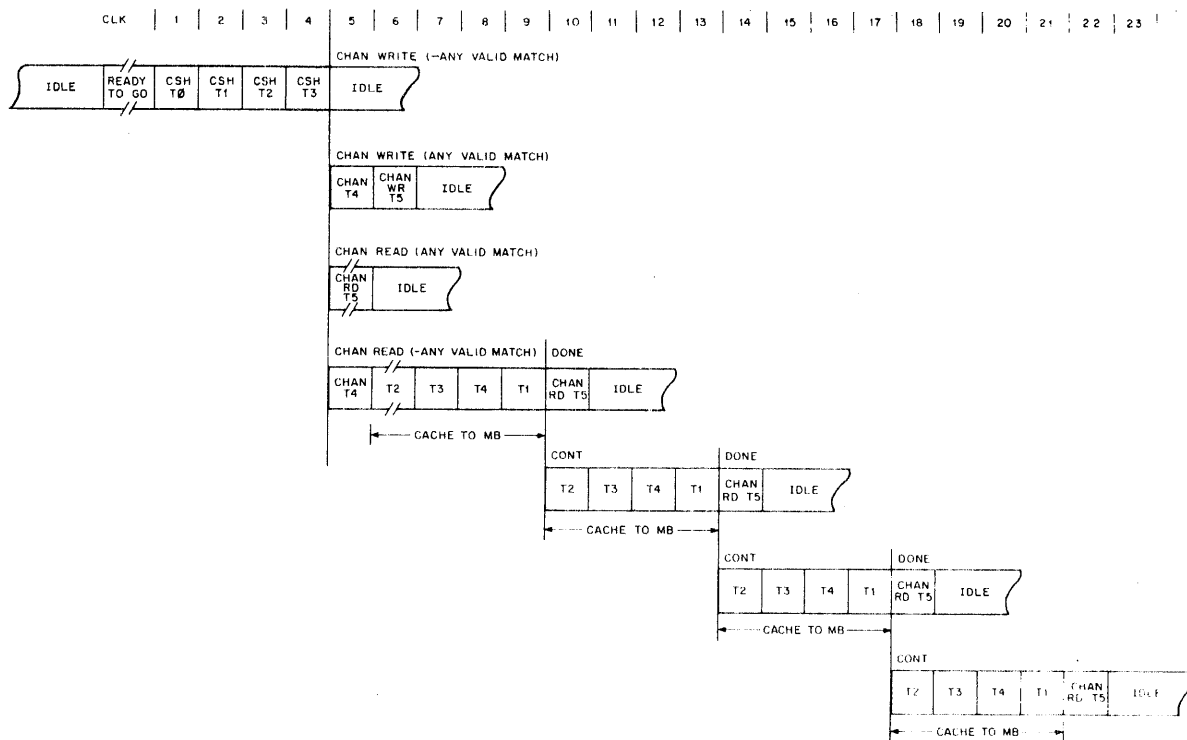 CLK 1 2 3 4 5 6 7 8 9 10 11 12 13 14 15 16 17 18 19 20 21 22 23
CHAN WRITE (-ANY VALID MATCH)
IDLE READY TO GO CSH TØ CSH T1 CSH T2 CSH T3 IDLE
CHAN WRITE (ANY VALID MATCH)
CHAN T4 CHAN WR T5 IDLE
CHAN READ (ANY VALID MATCH)
CHAN RD T5 IDLE
CHAN READ (-ANY VALID MATCH) DONE
CHAN T4 T2 T3 T4 T1 CHAN RD T5 IDLE
CACHE TO MB
CONT DONE
T2 T3 T4 T1 CHAN RD T5 IDLE
CACHE TO MB
CONT DONE
T2 T3 T4 T1 CHAN RD T5 IDLE
CACHE TO MB
CONT
T2 T3 T4 T1 CHAN RD T5 IDLE
CACHE TO MB